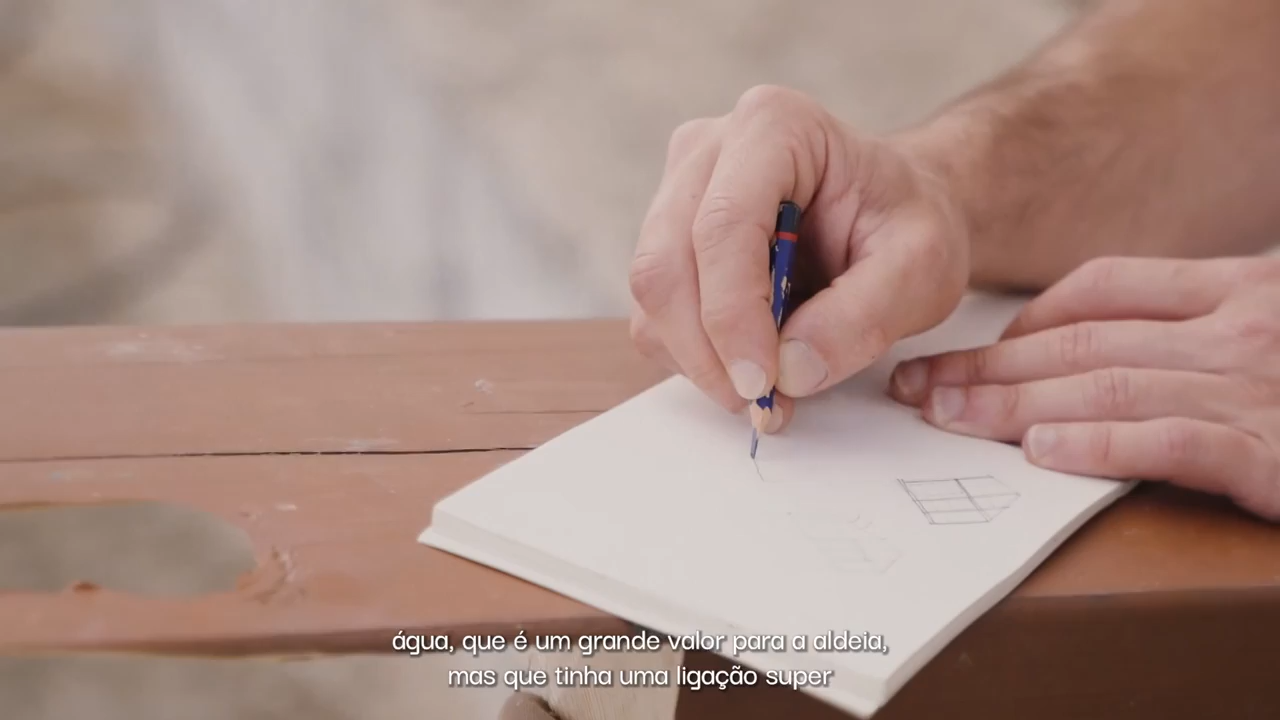 água, que é um grande valor para a aldeia,
mas que tinha uma ligação super